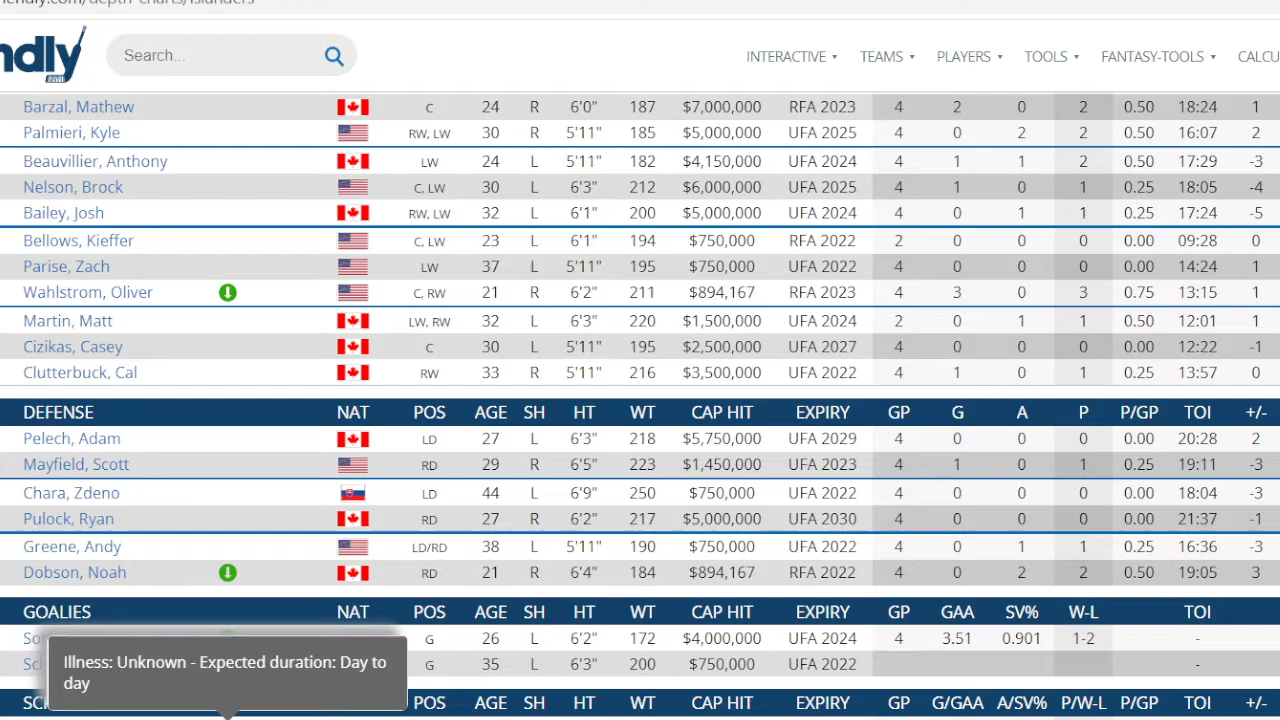 endly.com/depth-charts/islanders
ndly Search... INTERACTIVE TEAMS PLAYERS TOOLS FANTASY-TOOLS CALCU
Barzal, Mathew C 24 R 6'0" 187 $7,000,000 RFA 2023 4 2 0 2 0.50 18:24 1
Palmieri, Kyle RW, LW 30 R 5'11" 185 $5,000,000 UFA 2025 4 0 2 2 0.50 16:07 2
Beauvillier, Anthony LW 24 L 5'11" 182 $4,150,000 UFA 2024 4 1 1 2 0.50 17:29 -3
Nelson, Brock C, LW 30 L 6'3" 212 $6,000,000 UFA 2025 4 1 0 1 0.25 18:05 -4
Bailey, Josh RW, LW 32 L 6'1" 200 $5,000,000 UFA 2024 4 0 1 1 0.25 17:24 -5
Bellows, Kieffer C, LW 23 L 6'1" 194 $750,000 UFA 2022 2 0 0 0 0.00 09:28 0
Parise, Zach LW 37 L 5'11" 195 $750,000 UFA 2022 4 0 0 0 0.00 14:24 1
Wahlstrom, Oliver C, RW 21 R 6'2" 211 $894,167 RFA 2023 4 3 0 3 0.75 13:15 1
Martin, Matt LW, RW 32 L 6'3" 220 $1,500,000 UFA 2024 2 0 1 1 0.50 12:01 1
Cizikas, Casey C 30 L 5'11" 195 $2,500,000 UFA 2027 4 0 0 0 0.00 12:22 -1
Clutterbuck, Cal RW 33 R 5'11" 216 $3,500,000 UFA 2022 4 1 0 1 0.25 13:57 0
DEFENSE NAT POS AGE SH HT WT CAP HIT EXPIRY GP G A P P/GP TOI +/-
Pelech, Adam LD 27 L 6'3" 218 $5,750,000 UFA 2029 4 0 0 0 0.00 20:28 2
Mayfield, Scott RD 29 R 6'5" 223 $1,450,000 UFA 2023 4 1 0 1 0.25 19:11 -3
Chara, Zdeno LD 44 L 6'9" 250 $750,000 UFA 2022 4 0 0 0 0.00 18:04 -3
Pulock, Ryan RD 27 R 6'2" 217 $5,000,000 UFA 2030 4 0 0 0 0.00 21:37 -1
Greene, Andy LD/RD 38 L 5'11" 190 $750,000 UFA 2022 4 0 1 1 0.25 16:36 -3
Dobson, Noah RD 21 R 6'4" 184 $894,167 RFA 2022 4 0 2 2 0.50 19:05 3
GOALIES NAT POS AGE SH HT WT CAP HIT EXPIRY GP GAA SV% W-L TOI
So G 26 L 6'2" 172 $4,000,000 UFA 2024 4 3.51 0.901 1-2 -
Sc G 35 L 6'3" 200 $750,000 UFA 2022 -
Illness: Unknown - Expected duration: Day to
day
SC POS AGE SH HT WT CAP HIT EXPIRY GP G/GAA A/SV% P/W-L P/GP TOI +/-